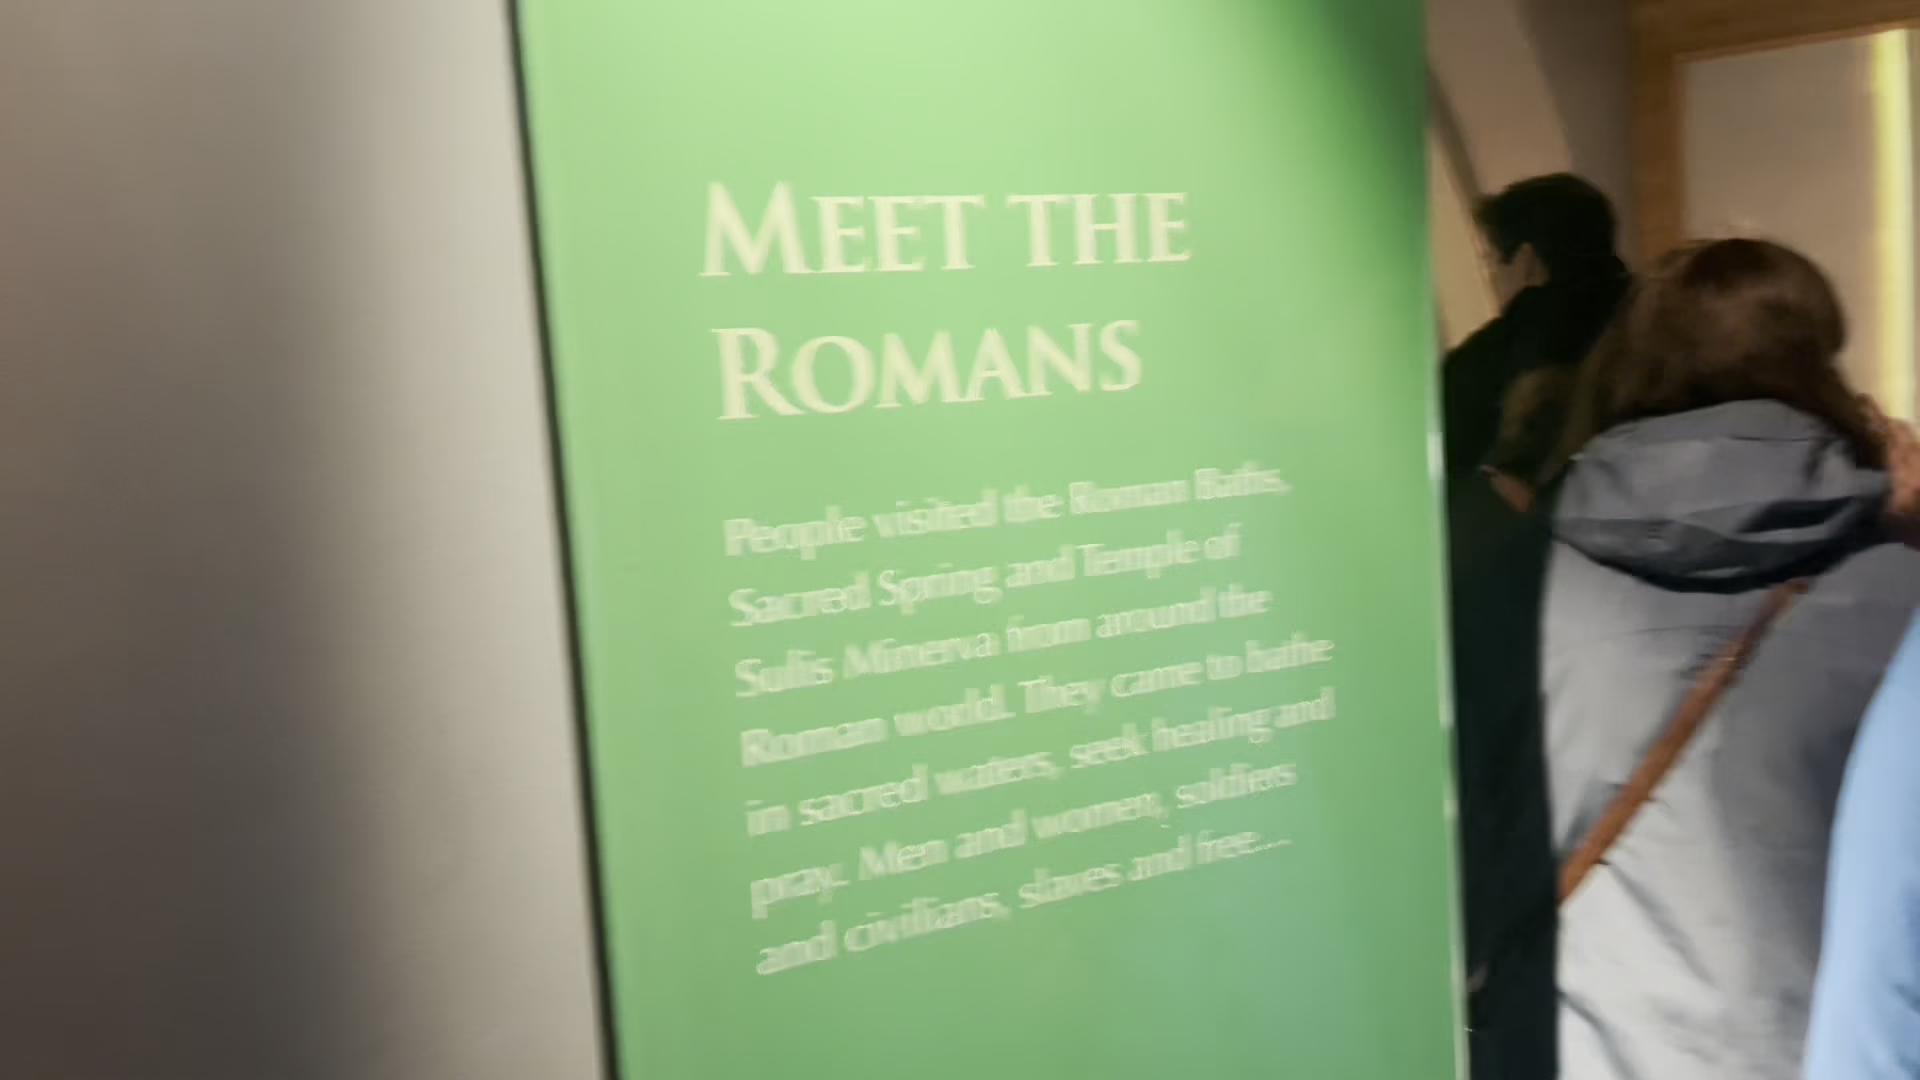 MEET THE
ROMANS
People visited the Roman Baths,
Sacred Spring and Temple of
Sulis Minerva from around the
Roman world. They came to bathe
in sacred waters, seek healing and
pray. Men and women, soldiers
and civilians, slaves and free....